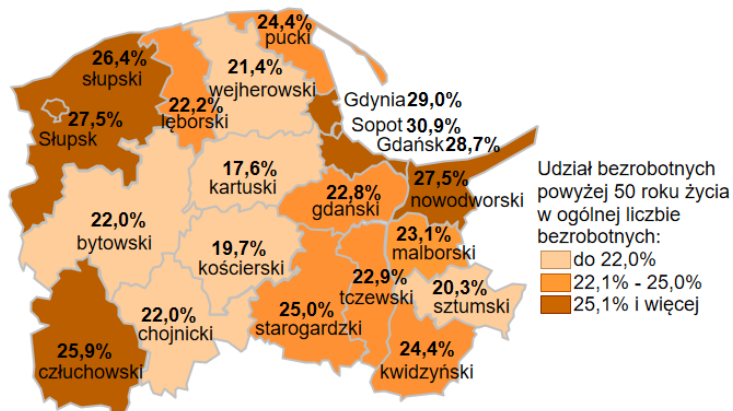 24,4%
pucki
26,4%
słupski
21,4%
wejherowski
Gdynia 29,0%
22,2%
lęborski
27,5%
Słupsk
Sopot 30,9%
Gdańsk 28,7%
17,6%
kartuski
22,8%
gdański
27,5%
nowodworski
22,0%
bytowski
19,7%
kościerski
23,1%
malborski
22,9%
tczewski
20,3%
sztumski
22,0%
chojnicki
25,0%
starogardzki
25,9%
człuchowski
24,4%
kwidzyński
Udział bezrobotnych
powyżej 50 roku życia
w ogólnej liczbie
bezrobotnych:
do 22,0%
22,1% - 25,0%
25,1% i więcej